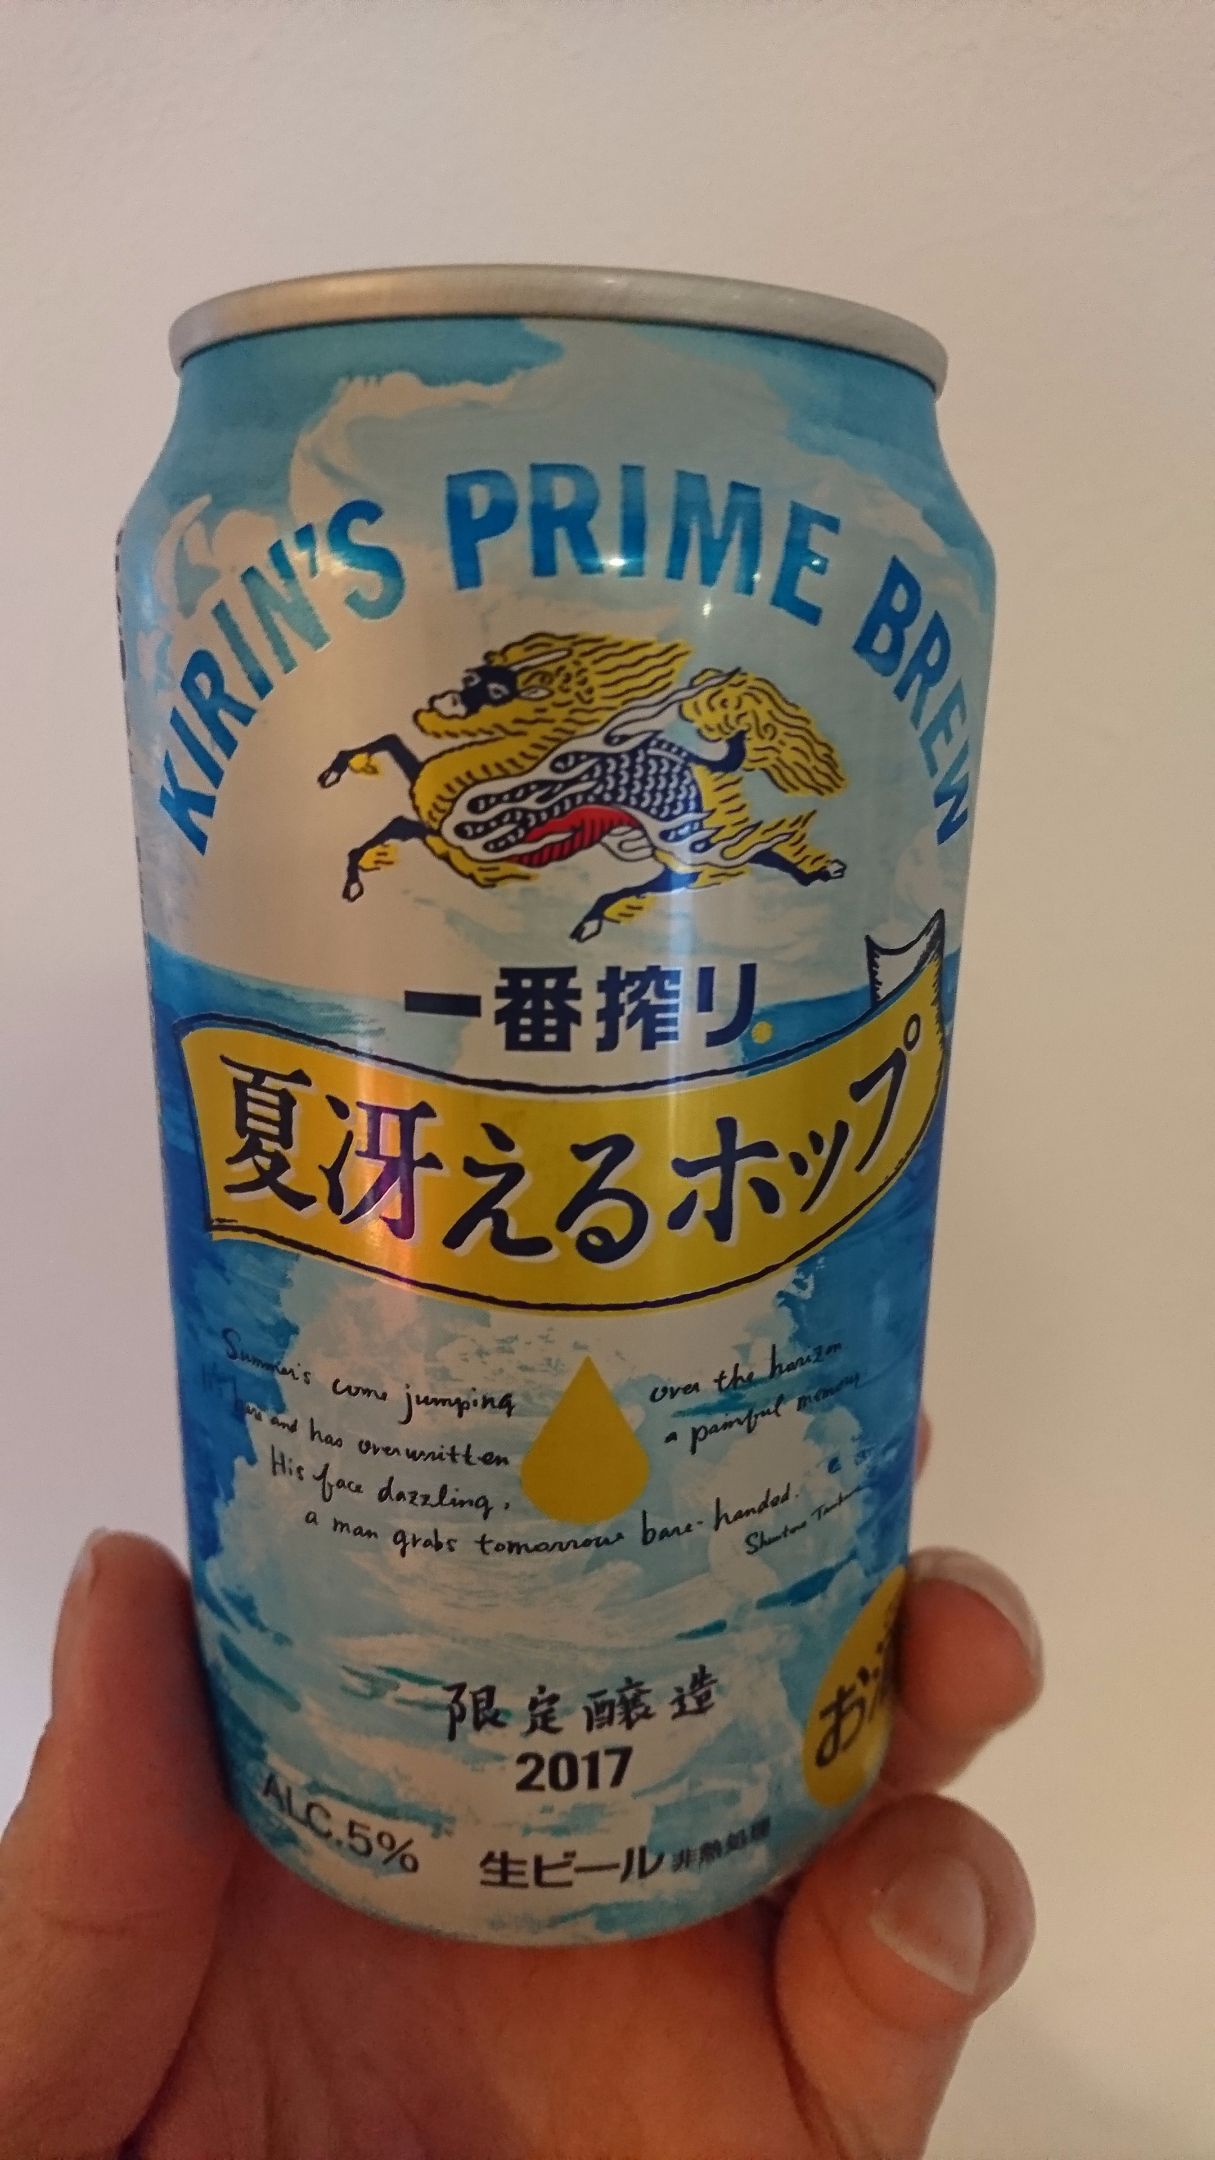 KIRIN'S PRIME BREW
一番搾り
夏冴えるホップ
Summer's come jumping over the horizon
and has overwritten a painful memory
His face dazzling,
a man grabs tomorrow bare-handed.
お酒
限定醸造
2017
ALC.5%
生ビール 非熱処理